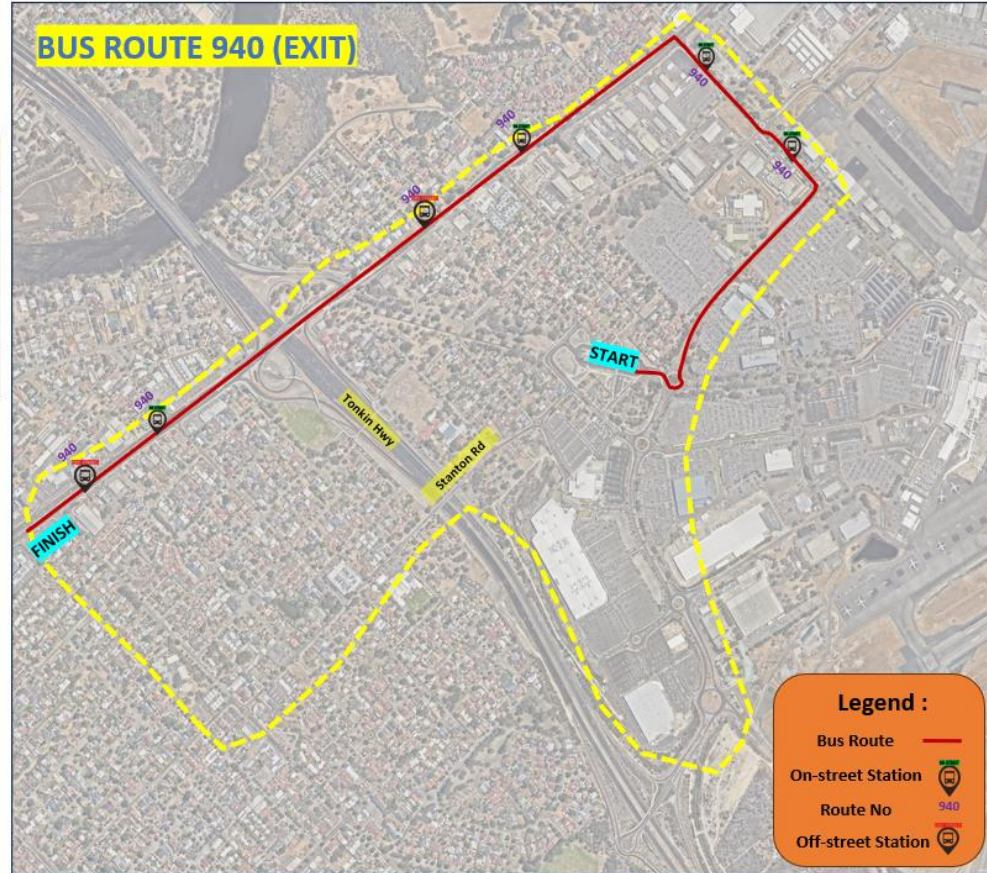 BUS ROUTE 940 (EXIT)
940
940
940
940
START
940
940
Tonkin Hwy
Stanton Rd
FINISH
Legend :
Bus Route
On-street Station
Route No 940
Off-street Station